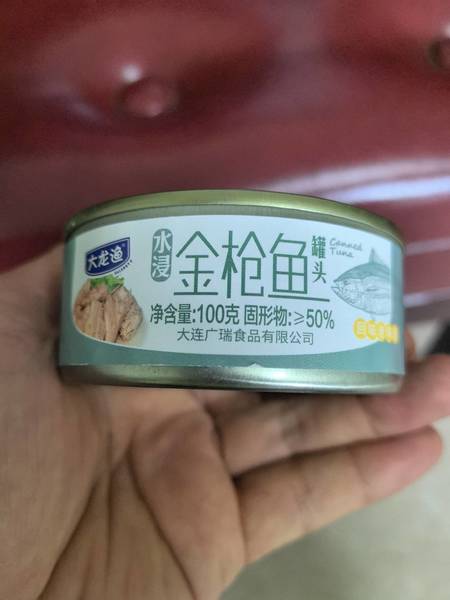 大龙渔
水浸
金枪鱼
罐头
Canned
Tuna
净含量:100克 固形物:≥50%
大连广瑞食品有限公司